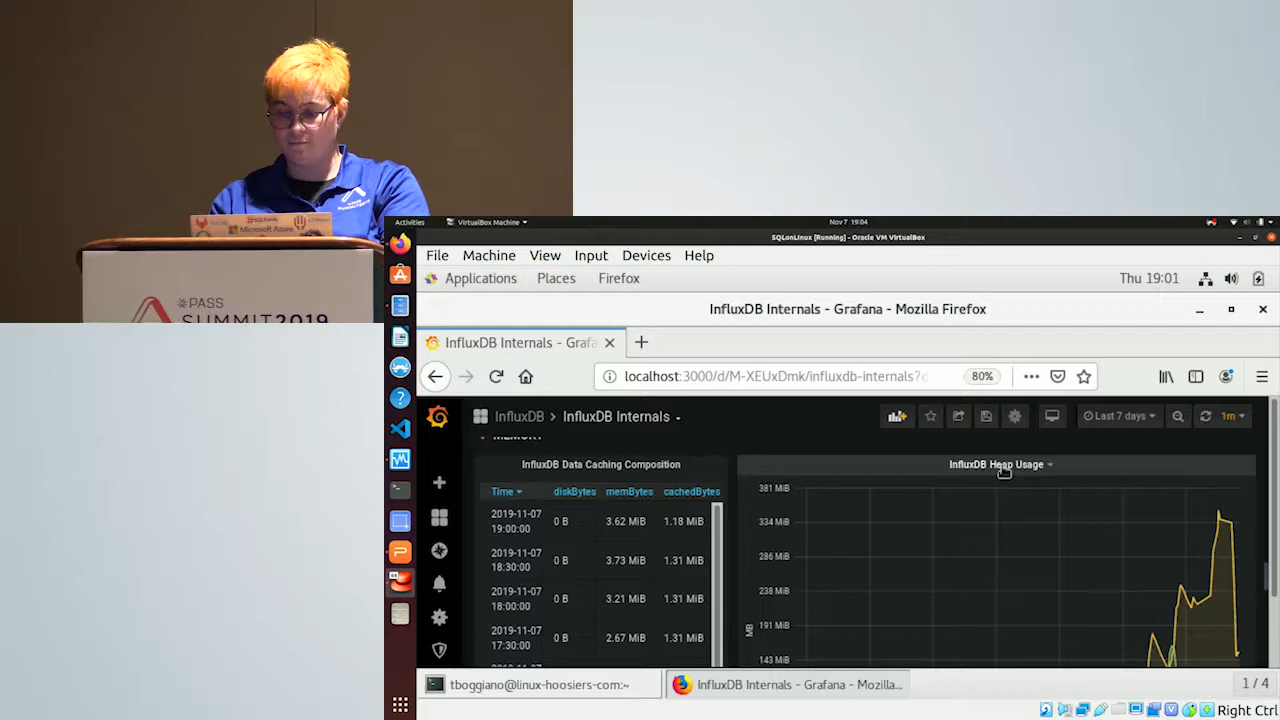 Microsoft Azure
PASS
SUMMIT 2019
Activities
VirtualBox Machine
Nov 7 19:04
SQLonLinux [Running] - Oracle VM VirtualBox
File Machine View Input Devices Help
Applications Places Firefox
Thu 19:01
InfluxDB Internals - Grafana - Mozilla Firefox
InfluxDB Internals - Grafa
localhost:3000/d/M-XEUxDmk/influxdb-internals?
80%
InfluxDB > InfluxDB Internals
Last 7 days
1m
MEMORY
InfluxDB Data Caching Composition
InfluxDB Heap Usage
Time diskBytes memBytes cachedBytes
2019-11-07 19:00:00 0 B 3.62 MiB 1.18 MiB
2019-11-07 18:30:00 0 B 3.73 MiB 1.31 MiB
2019-11-07 18:00:00 0 B 3.21 MiB 1.31 MiB
2019-11-07 17:30:00 0 B 2.67 MiB 1.31 MiB
381 MiB
334 MiB
286 MiB
238 MiB
191 MiB
143 MiB
MB
tboggiano@linux-hoosiers-com:~
InfluxDB Internals - Grafana - Mozilla...
1 / 4
Right Ctrl